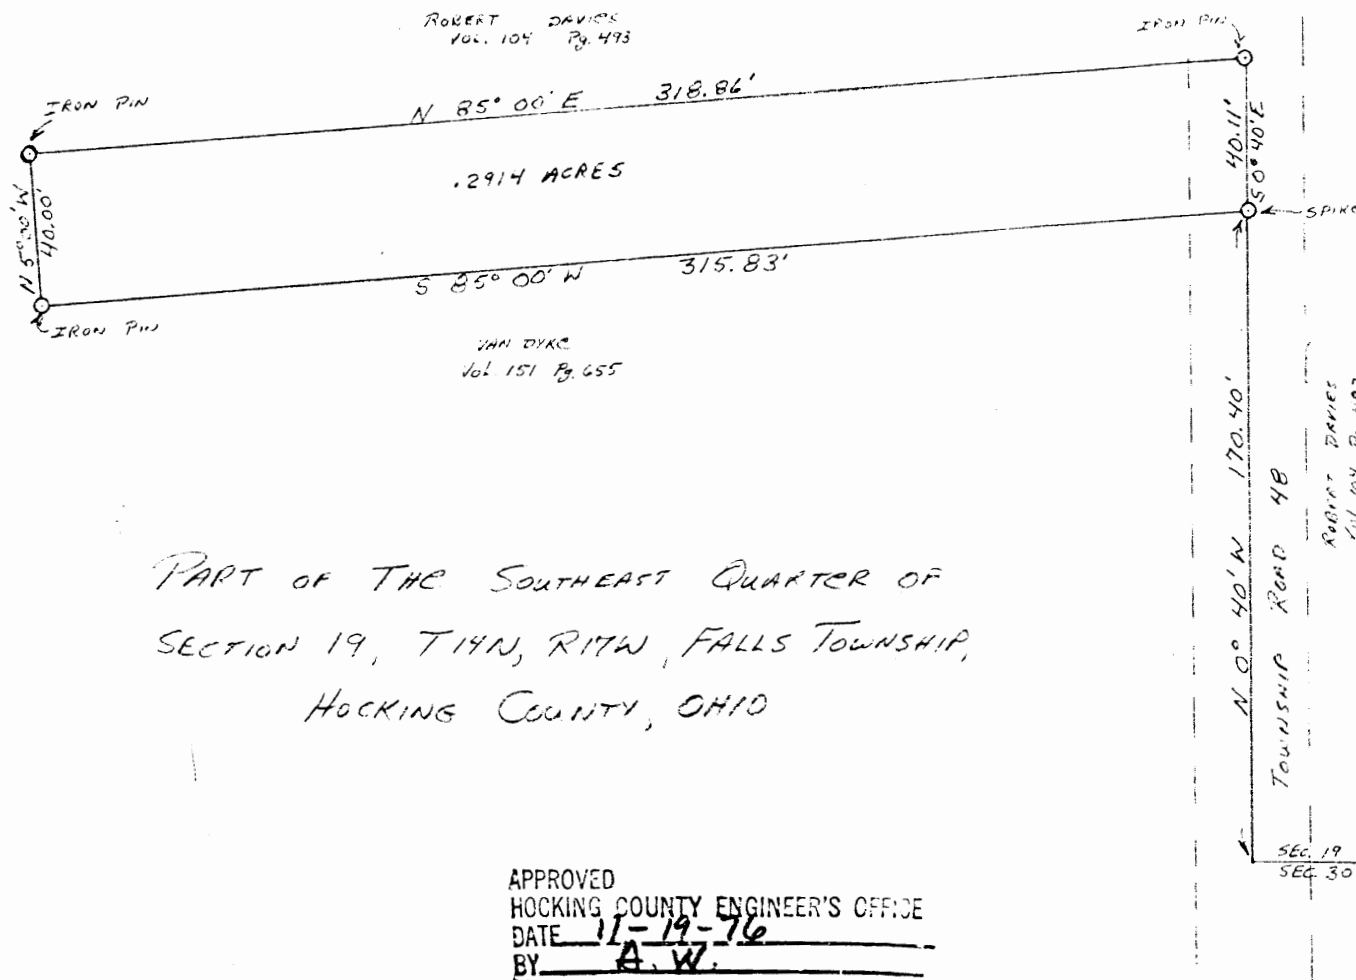 ROBERT DAVIES
Vol. 104 Pg. 493
IRON PIN
IRON PIN
N 85° 00' E 318.86'
40.11'
S 0° 40' E
.2914 ACRES
N 5° 00' W
40.00'
SPIKE
S 85° 00' W 315.83'
IRON PIN
VAN DYKE
Vol. 151 Pg. 655
N 0° 40' W 170.40'
TOWNSHIP ROAD 48
ROBERT DAVIES
Vol. 104
PART OF THE SOUTHEAST QUARTER OF
SECTION 19, T14N, R17W, FALLS TOWNSHIP,
HOCKING COUNTY, OHIO
SEC. 19
SEC. 30
APPROVED
HOCKING COUNTY ENGINEER'S OFFICE
DATE 11-19-76
BY A. W.